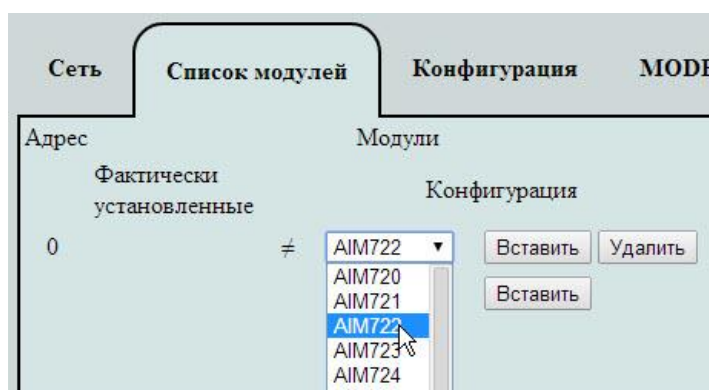 Сеть Список модулей Конфигурация
Адрес Модули
Фактически
установленные
Конфигурация
0 ≠ AIM722 Вставить Удалить
AIM720
AIM721 Вставить
AIM722
AIM723
AIM724